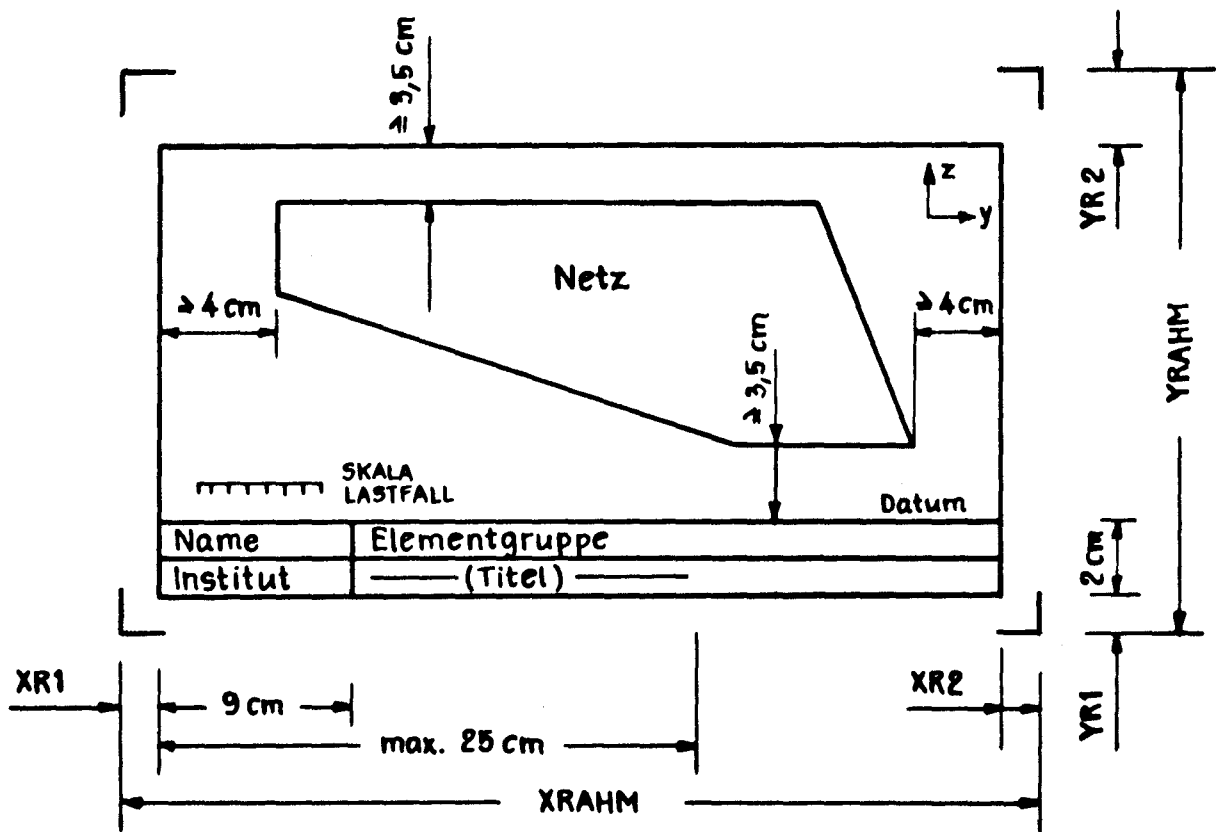 ≥ 3,5 cm
z
y
YR2
Netz
≥ 4 cm
≥ 4 cm
YRAHM
≥ 3,5 cm
SKALA
LASTFALL
Datum
Name
Elementgruppe
2 cm
Institut
(Titel)
XR1
XR2
YR1
9 cm
max. 25 cm
XRAHM